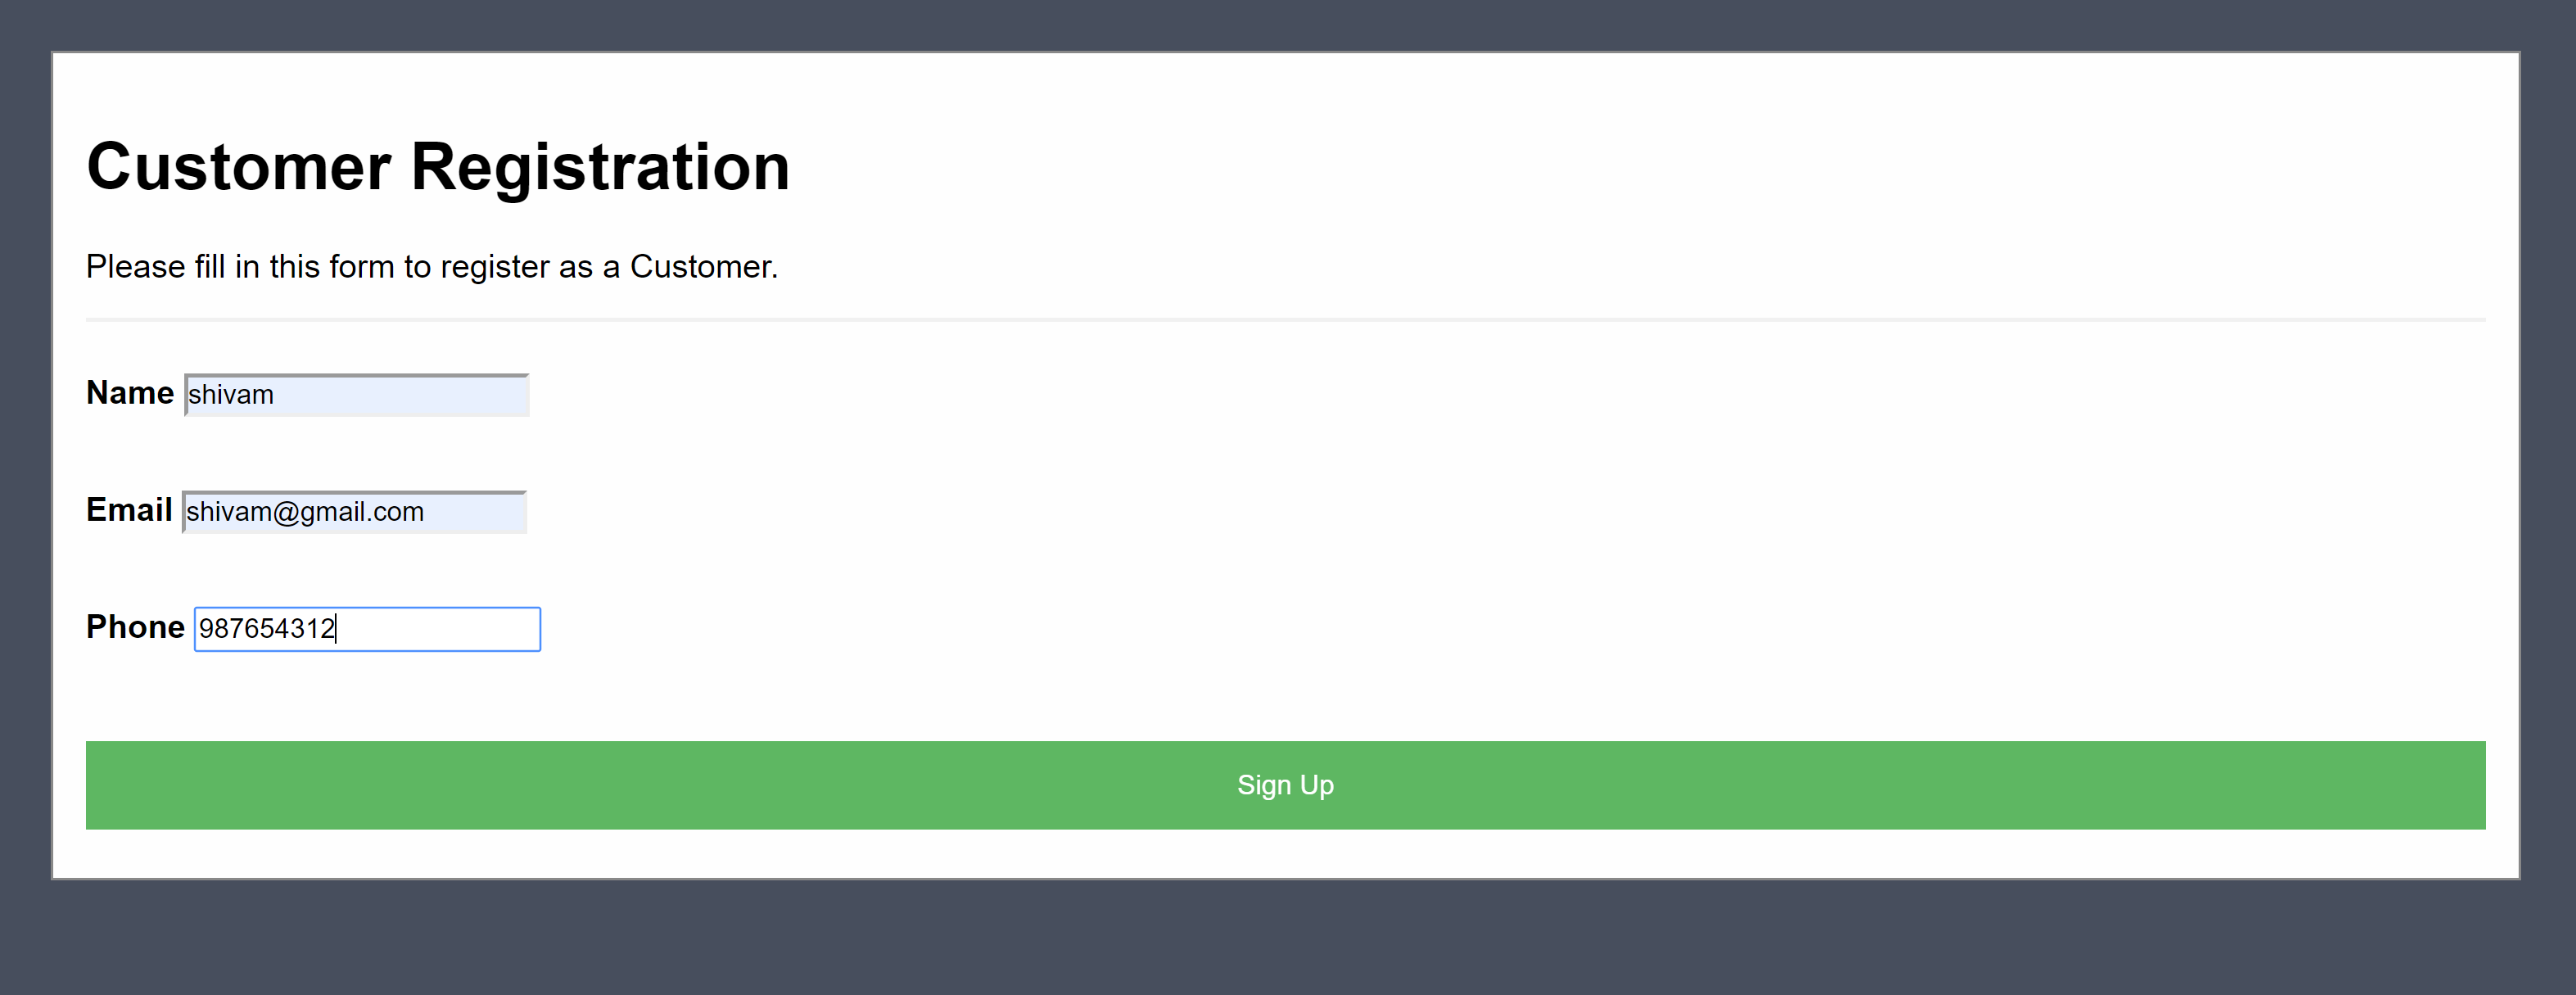 Customer Registration
Please fill in this form to register as a Customer.
Name shivam
Email shivam@gmail.com
Phone 987654312
Sign Up